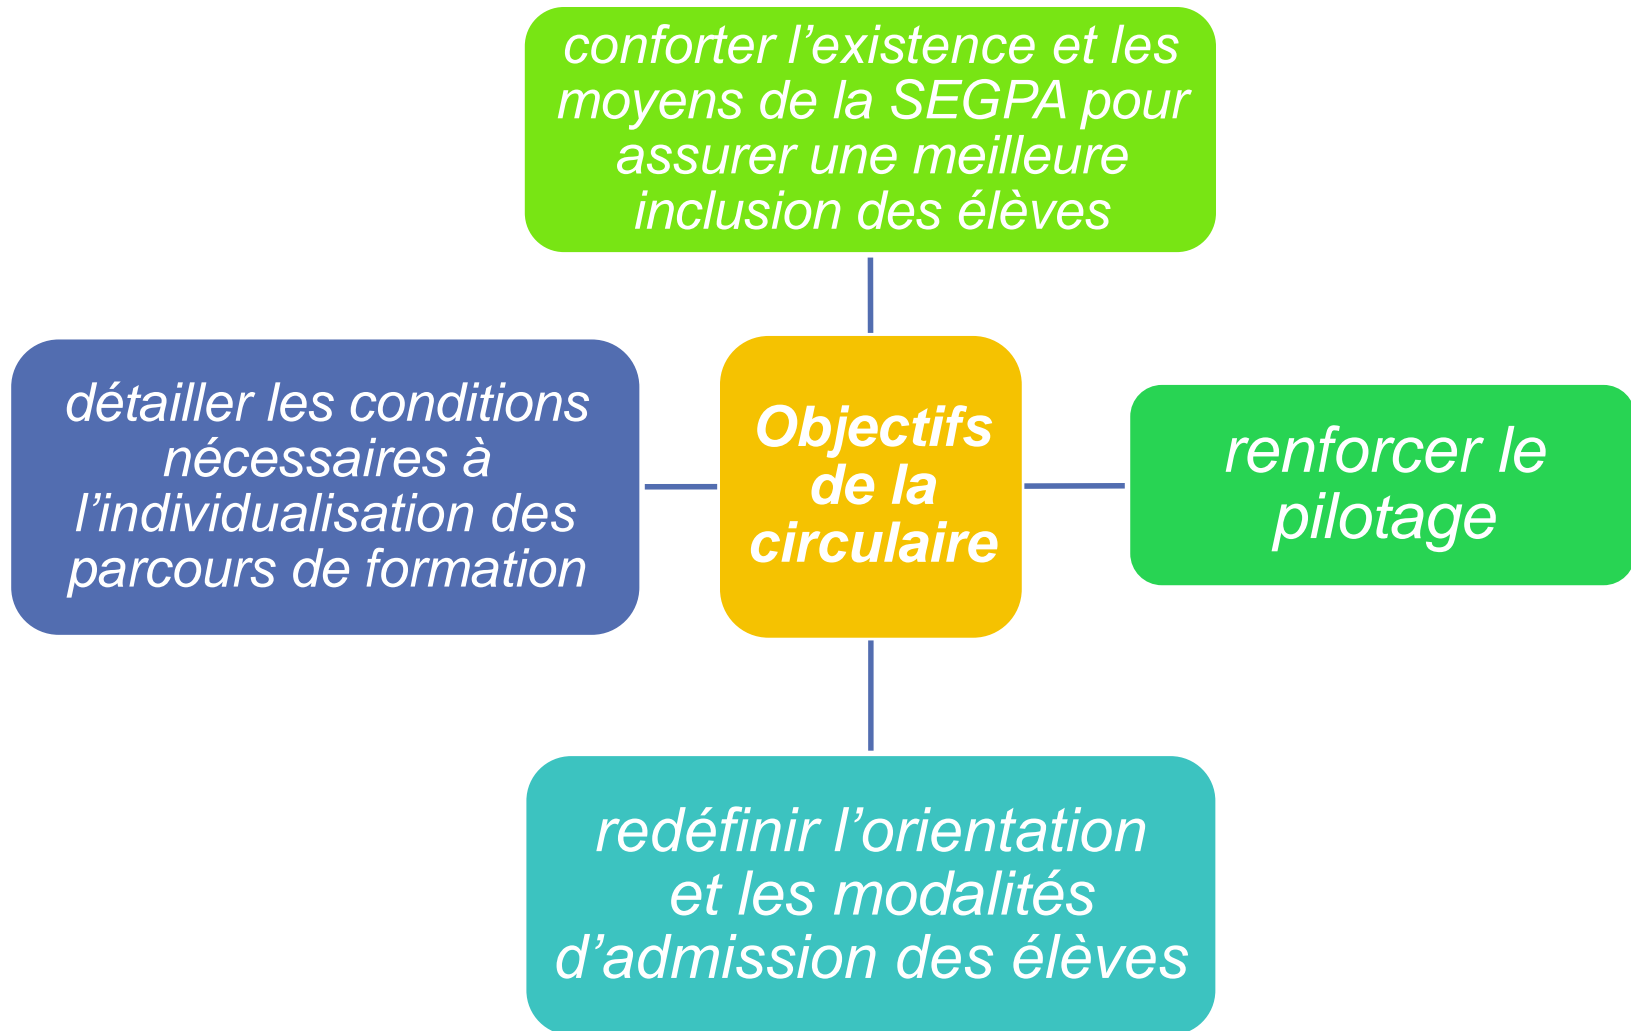 conforter l’existence et les
moyens de la SEGPA pour
assurer une meilleure
inclusion des élèves
détailler les conditions
nécessaires à
l’individualisation des
parcours de formation
Objectifs
de la
circulaire
renforcer le
pilotage
redéfinir l’orientation
et les modalités
d’admission des élèves